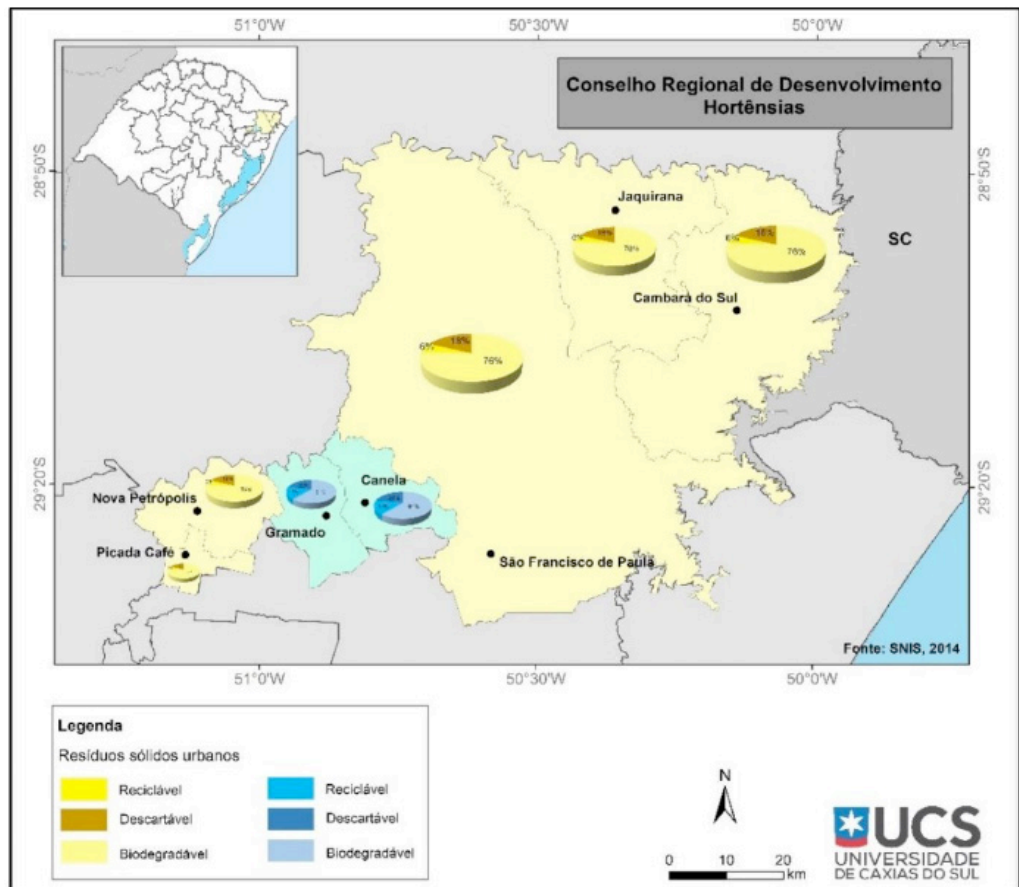 51°0'W 50°30'W 50°0'W
Conselho Regional de Desenvolvimento
Hortênsias
28°50'S
28°50'S
Jaquirana
SC
76%
Cambará do Sul
6% 18%
76%
29°20'S
29°20'S
Canela
Nova Petrópolis
Gramado
Picada Café
São Francisco de Paula
Fonte: SNIS, 2014
51°0'W 50°30'W 50°0'W
Legenda
Resíduos sólidos urbanos
Reciclável Reciclável
Descartável Descartável
Biodegradável Biodegradável
N
0 10 20
km
UCS
UNIVERSIDADE
DE CAXIAS DO SUL